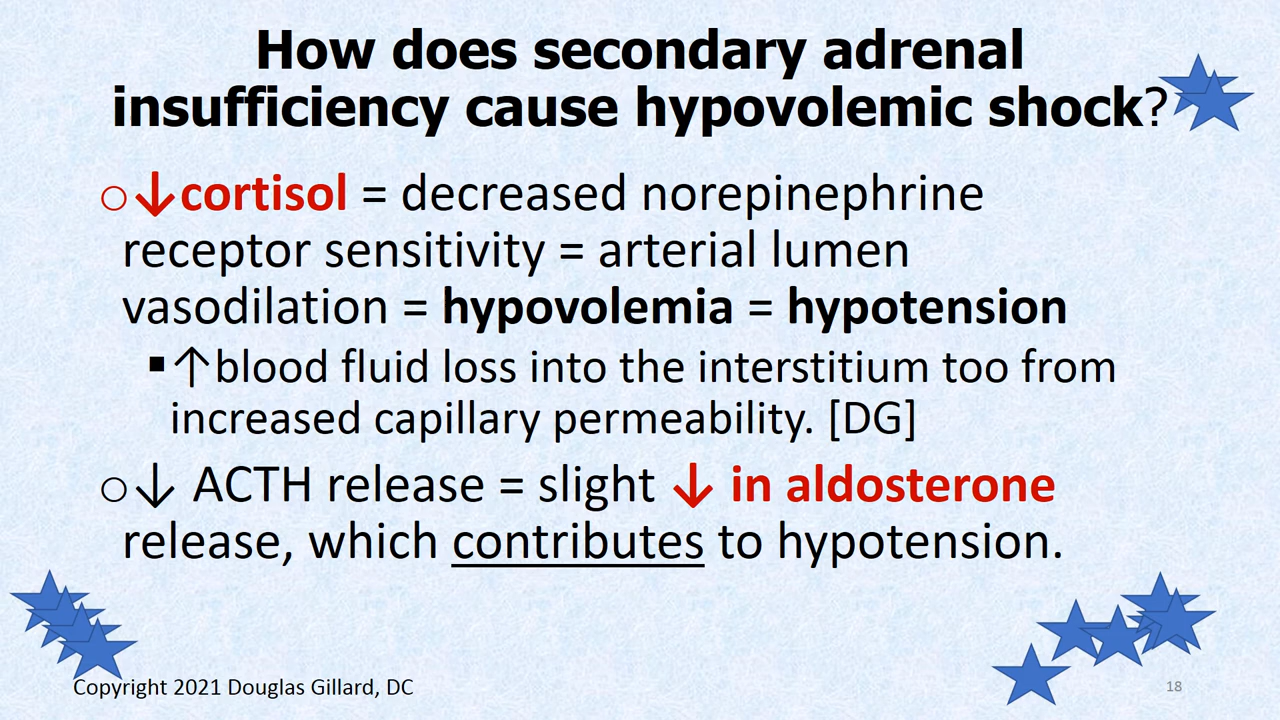 How does secondary adrenal
insufficiency cause hypovolemic shock?
o↓cortisol = decreased norepinephrine
receptor sensitivity = arterial lumen
vasodilation = hypovolemia = hypotension
▪↑blood fluid loss into the interstitium too from
increased capillary permeability. [DG]
o↓ ACTH release = slight ↓ in aldosterone
release, which contributes to hypotension.
Copyright 2021 Douglas Gillard, DC
18